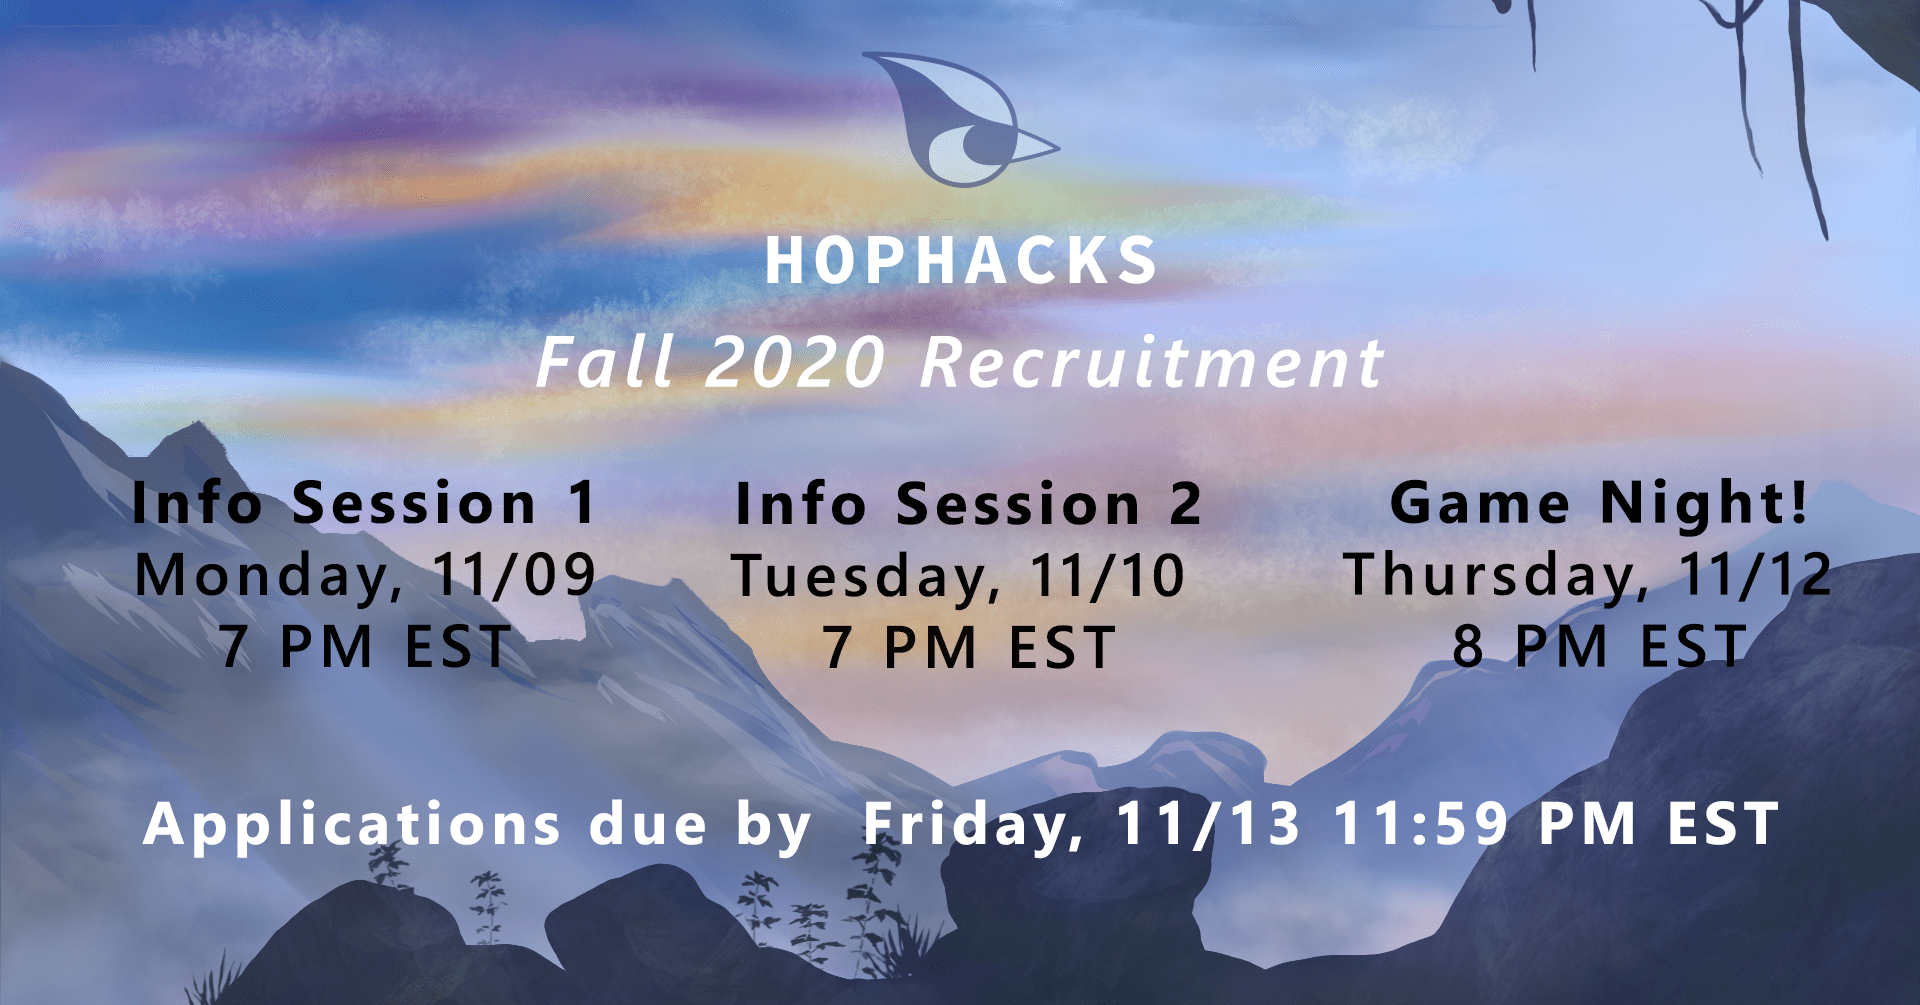 HOPHACKS
Fall 2020 Recruitment
Info Session 1
Monday, 11/09
7 PM EST
Info Session 2
Tuesday, 11/10
7 PM EST
Game Night!
Thursday, 11/12
8 PM EST
Applications due by  Friday, 11/13 11:59 PM EST